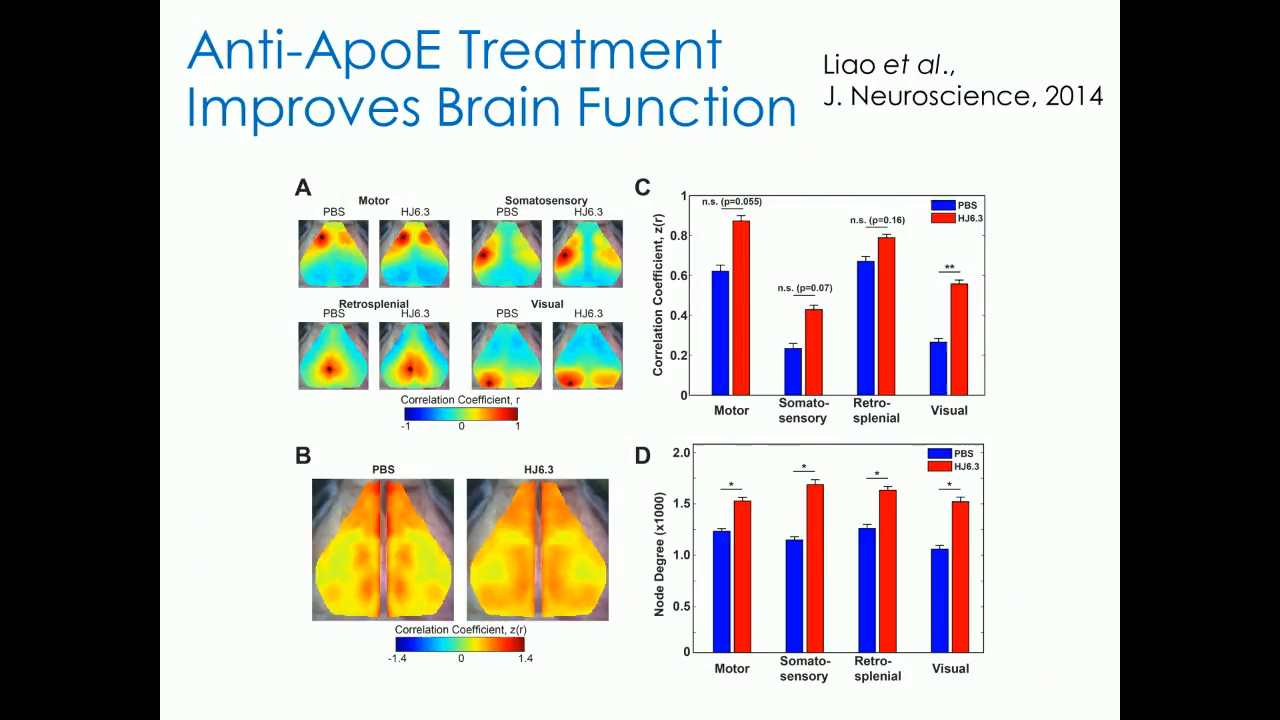 Anti-ApoE Treatment
Improves Brain Function
Liao et al.,
J. Neuroscience, 2014
A
Motor
PBS
HJ6.3
Somatosensory
PBS
HJ6.3
Retrosplenial
PBS
HJ6.3
Visual
PBS
HJ6.3
Correlation Coefficient, r
-1
0
1
B
PBS
HJ6.3
Correlation Coefficient, z(r)
-1.4
0
1.4
C
Correlation Coefficient, z(r)
1
0.8
0.6
0.4
0.2
0
n.s. (p=0.055)
n.s. (p=0.07)
n.s. (p=0.16)
**
PBS
HJ6.3
Motor
Somato-
sensory
Retro-
splenial
Visual
D
Node Degree (x1000)
2.0
1.5
1.0
0.5
0
*
*
*
*
PBS
HJ6.3
Motor
Somato-
sensory
Retro-
splenial
Visual